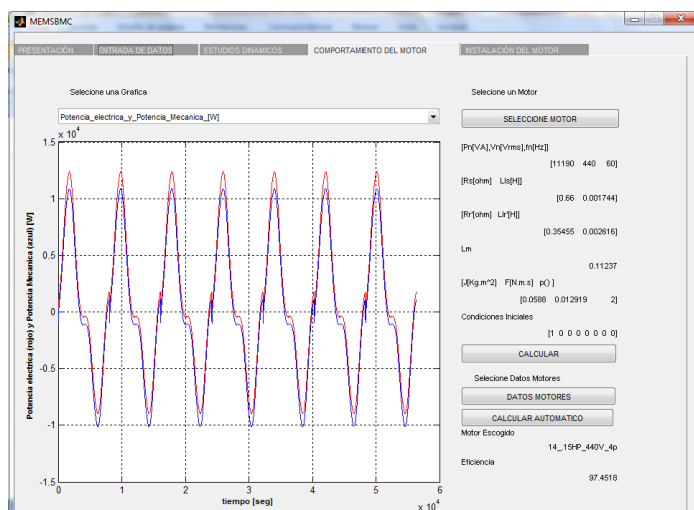 MEMSBMC
PRESENTACIÓN
ENTRADA DE DATOS
ESTUDIOS DINAMICOS
COMPORTAMIENTO DEL MOTOR
INSTALACIÓN DEL MOTOR
Selecione una Grafica
Potencia_electrica_y_Potencia_Mecanica_[W]
x 10^4
1.5
1
0.5
0
-0.5
-1
-1.5
Potencia electrica (rojo) y Potencia Mecanica (azul) [W]
0 1 2 3 4 5 6
tiempo [seg]
x 10^4
Selecione un Motor
SELECCIONE MOTOR
[Pn[VA],Vn[Vrms],fn[Hz]]
[11190 440 60]
[Rs[ohm] Lls[H]]
[0.66 0.001744]
[Rr'[ohm] Llr'[H]]
[0.35455 0.002616]
Lm
0.11237
[J[Kg.m^2] F[N.m.s] p() ]
[0.0588 0.012919 2]
Condiciones Iniciales
[1 0 0 0 0 0 0 0]
CALCULAR
Selecione Datos Motores
DATOS MOTORES
CALCULAR AUTOMATICO
Motor Escogido
14_.15HP_440V_4p
Eficiencia
97.4518